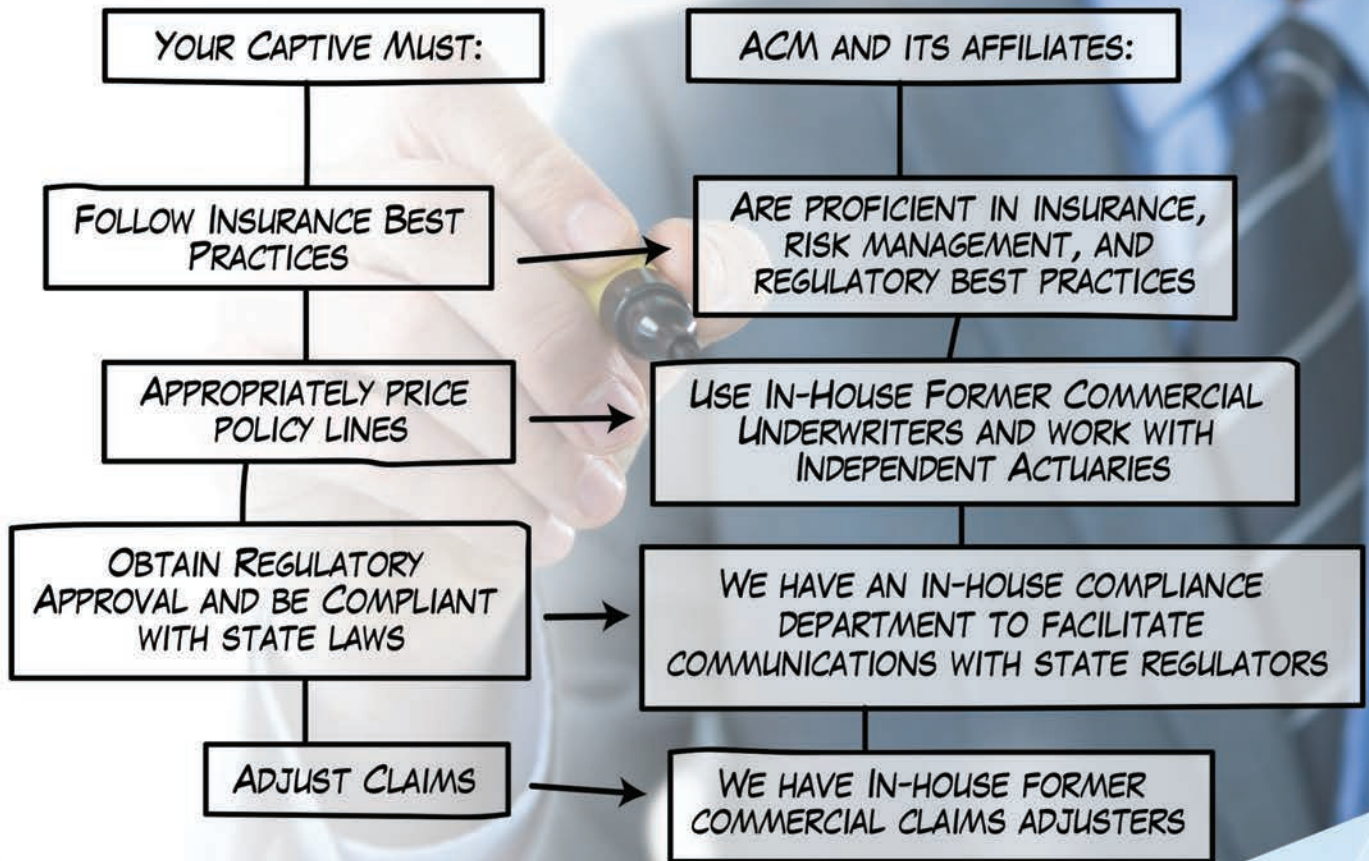 YOUR CAPTIVE MUST:
ACM AND ITS AFFILIATES:
FOLLOW INSURANCE BEST
PRACTICES
ARE PROFICIENT IN INSURANCE,
RISK MANAGEMENT, AND
REGULATORY BEST PRACTICES
APPROPRIATELY PRICE
POLICY LINES
USE IN-HOUSE FORMER COMMERCIAL
UNDERWRITERS AND WORK WITH
INDEPENDENT ACTUARIES
OBTAIN REGULATORY
APPROVAL AND BE COMPLIANT
WITH STATE LAWS
WE HAVE AN IN-HOUSE COMPLIANCE
DEPARTMENT TO FACILITATE
COMMUNICATIONS WITH STATE REGULATORS
ADJUST CLAIMS
WE HAVE IN-HOUSE FORMER
COMMERCIAL CLAIMS ADJUSTERS